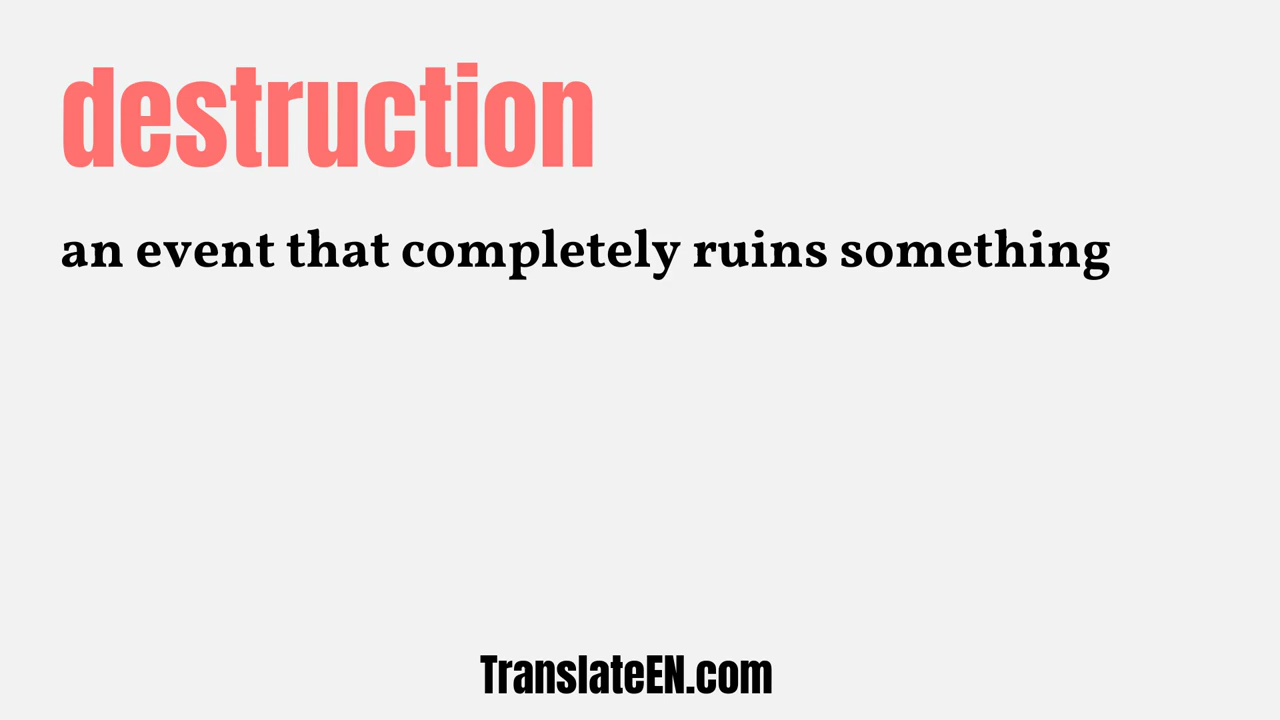 destruction
an event that completely ruins something
TranslateEN.com